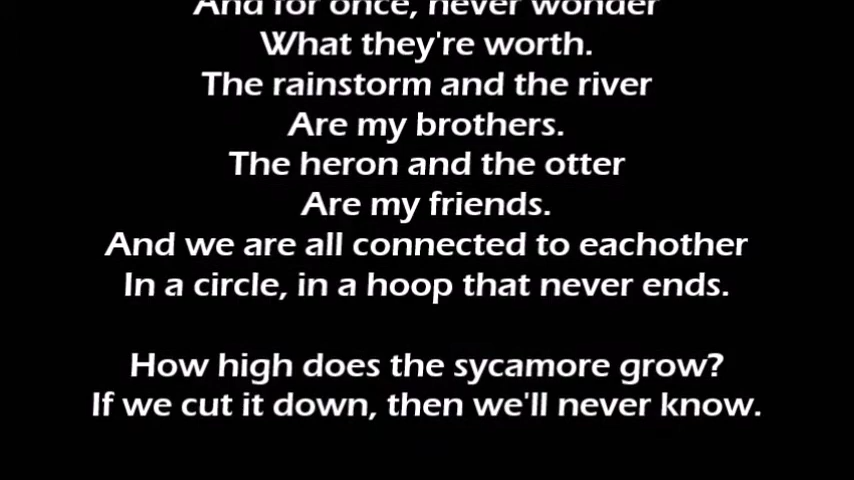 And for once, never wonder
What they're worth.
The rainstorm and the river
Are my brothers.
The heron and the otter
Are my friends.
And we are all connected to eachother
In a circle, in a hoop that never ends.
How high does the sycamore grow?
If we cut it down, then we'll never know.